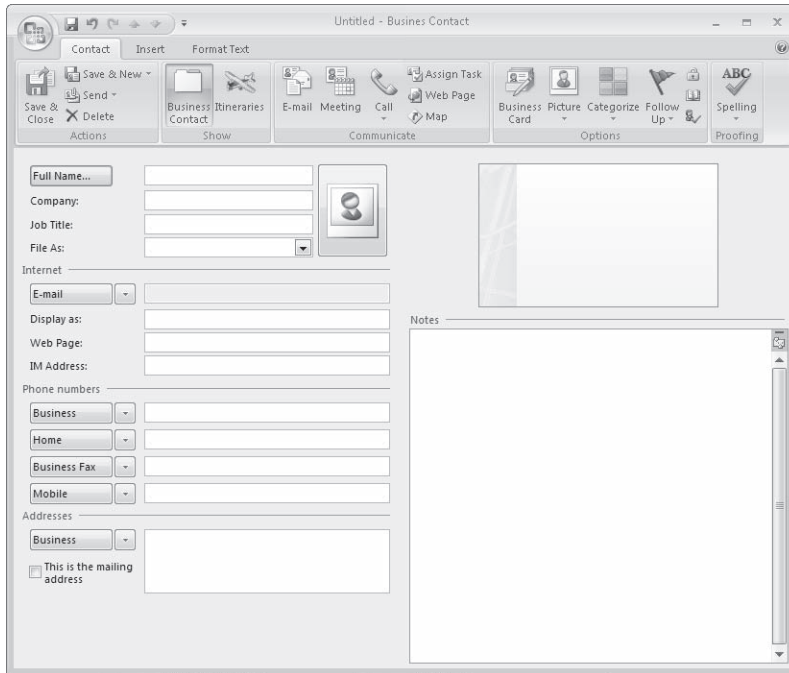 Untitled - Busines Contact
Contact Insert Format Text
Save & Close
Save & New
Send
Delete
Actions
Business Contact
Itineraries
Show
E-mail
Meeting
Call
Assign Task
Web Page
Map
Communicate
Business Card
Picture
Categorize
Follow Up
Options
ABC
Spelling
Proofing
Full Name...
Company:
Job Title:
File As:
Internet
E-mail
Display as:
Web Page:
IM Address:
Phone numbers
Business
Home
Business Fax
Mobile
Addresses
Business
This is the mailing
address
Notes